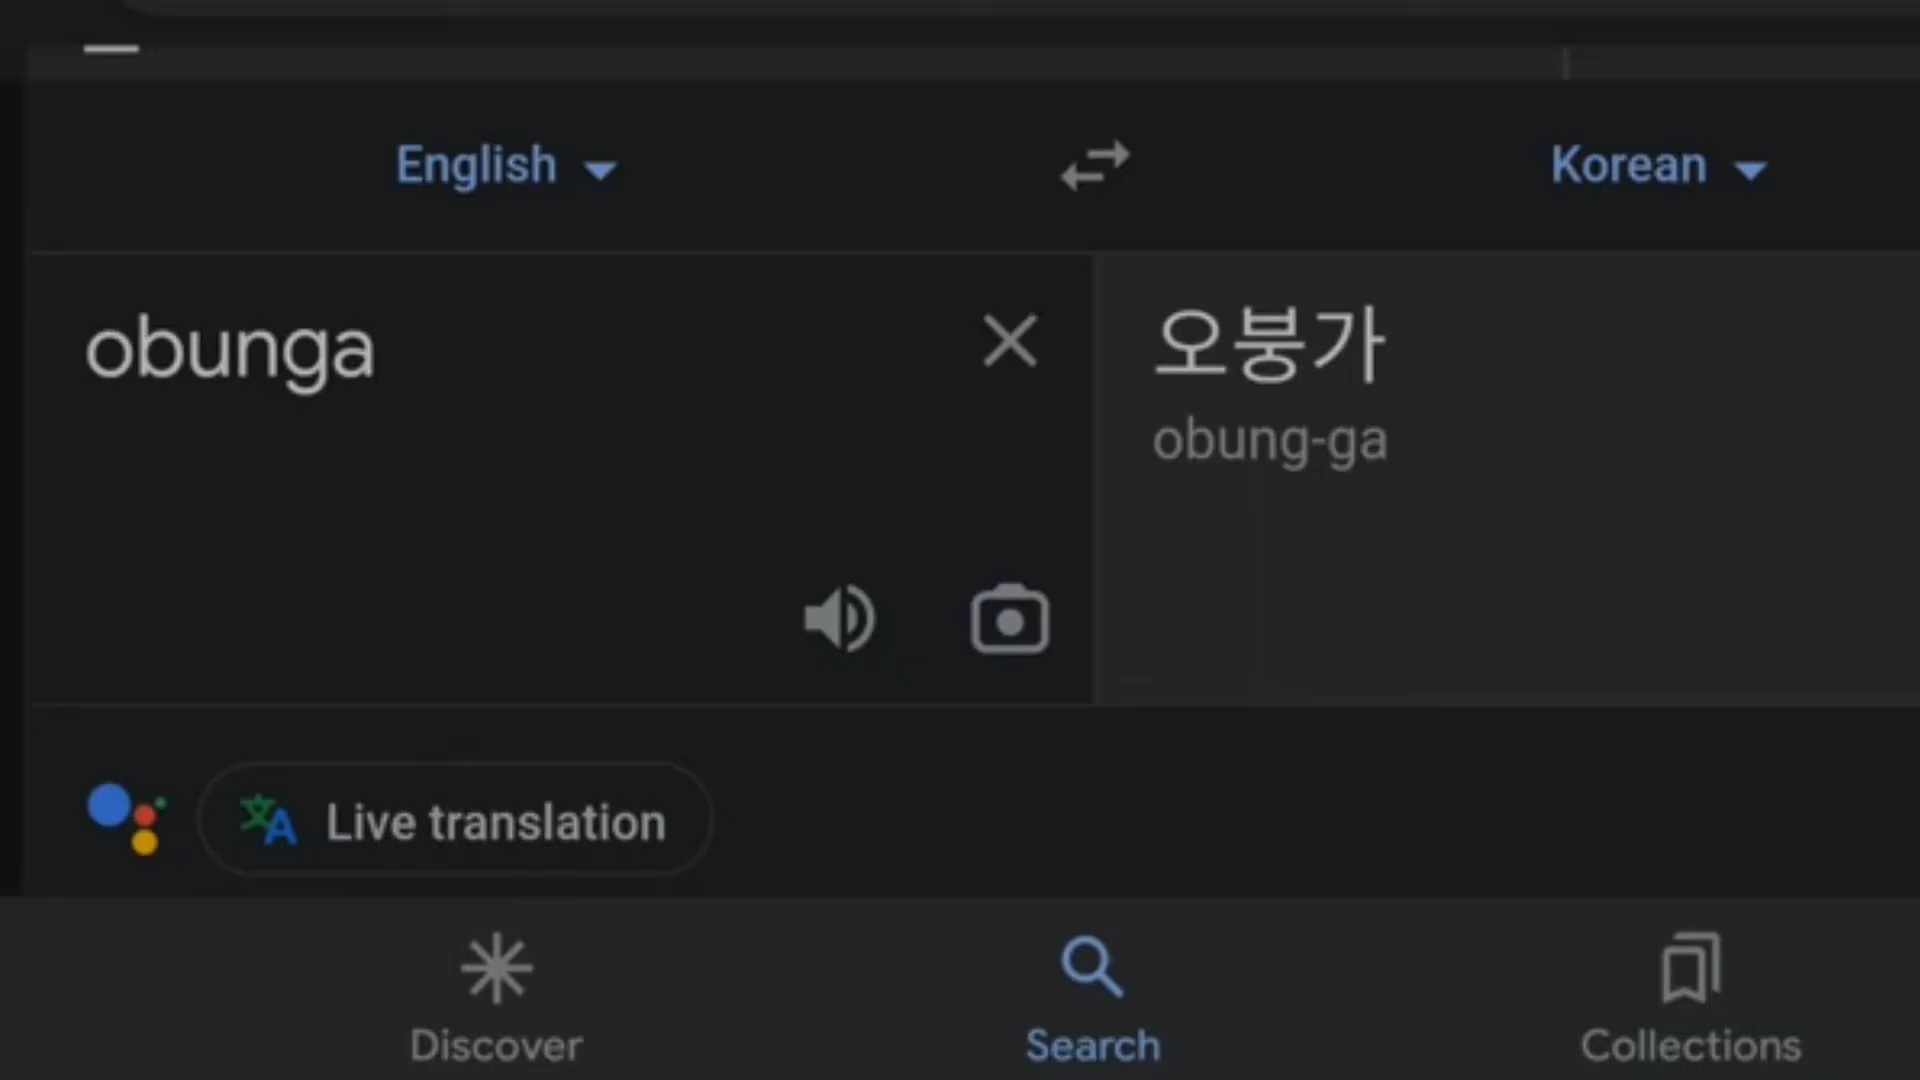 English
Korean
obunga
오붕가
obung-ga
Live translation
Discover
Search
Collections